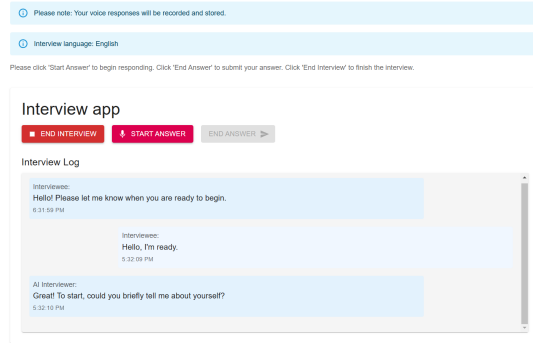 Please note: Your voice responses will be recorded and stored.
Interview language: English
Please click 'Start Answer' to begin responding. Click 'End Answer' to submit your answer. Click 'End Interview' to finish the interview.
Interview app
END INTERVIEW
START ANSWER
END ANSWER
Interview Log
Interviewee:
Hello! Please let me know when you are ready to begin.
6:31:59 PM
Interviewee:
Hello, I'm ready.
5:32:09 PM
AI Interviewer:
Great! To start, could you briefly tell me about yourself?
5:32:10 PM